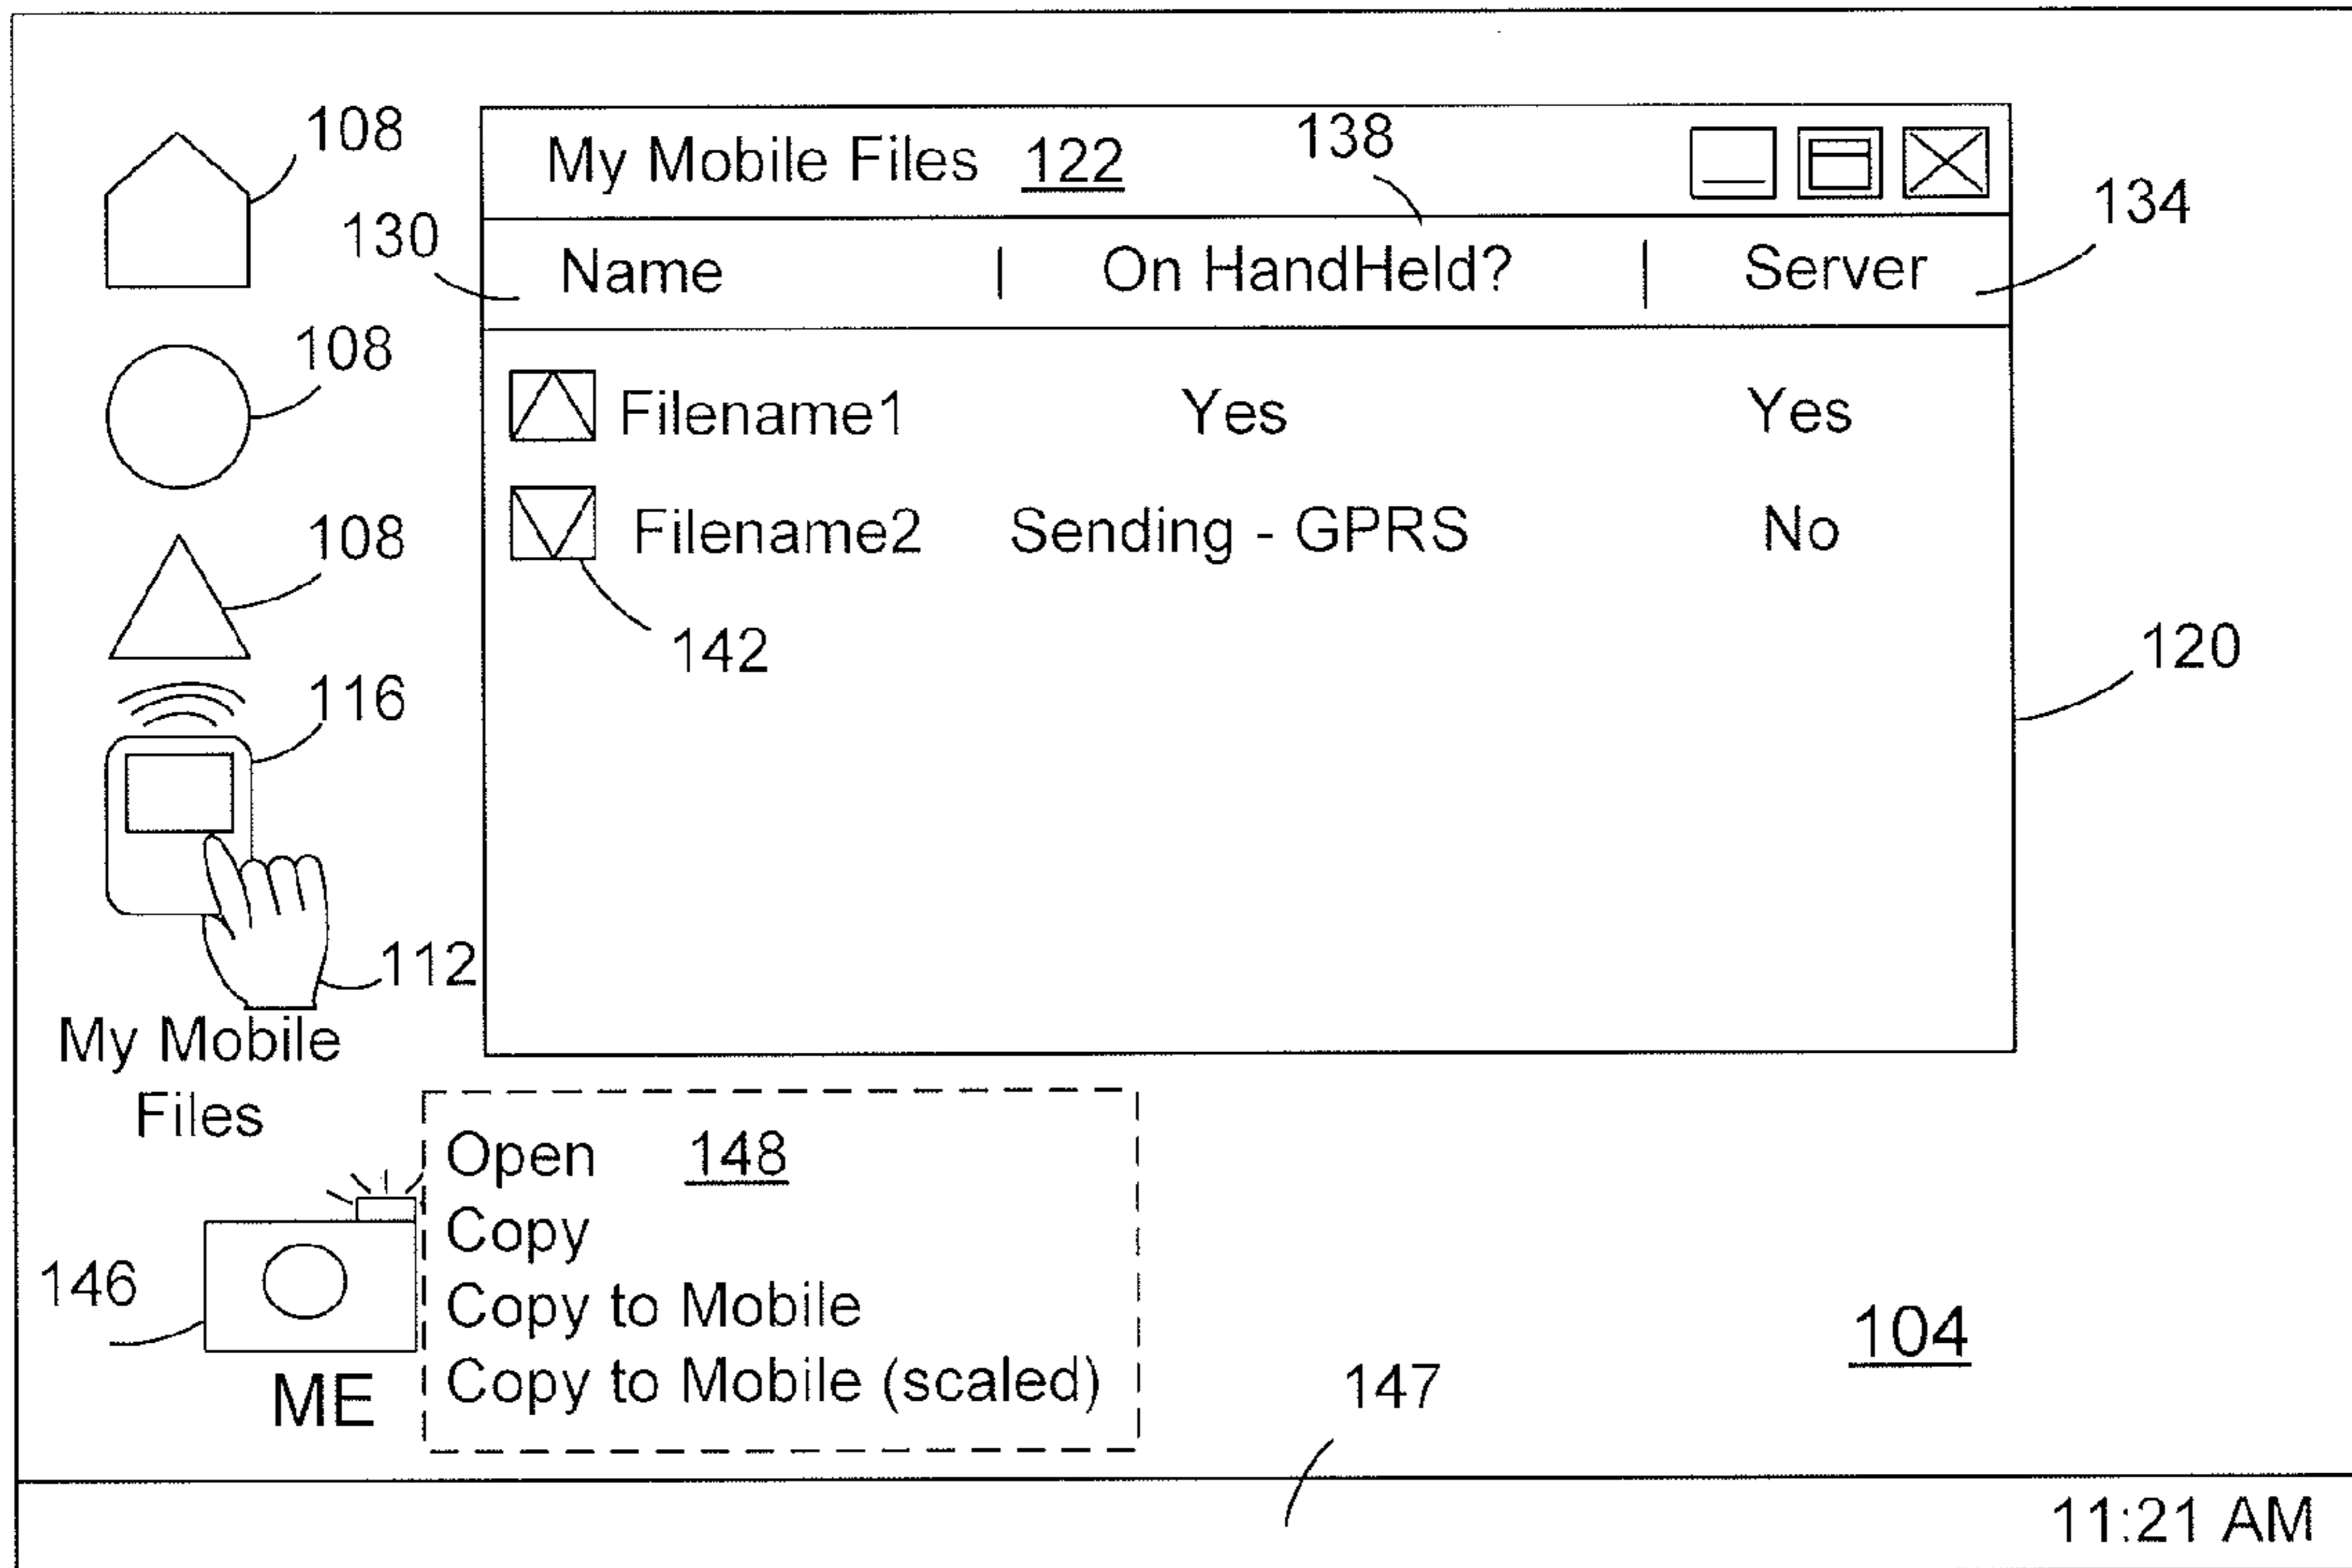 108
138
My Mobile Files 122
134
130
Name | On HandHeld? | Server
108
Filename1 Yes Yes
108
Filename2 Sending - GPRS No
142
120
116
112
My Mobile
Files
Open 148
Copy
146
Copy to Mobile
104
ME
Copy to Mobile (scaled)
147
11:21 AM